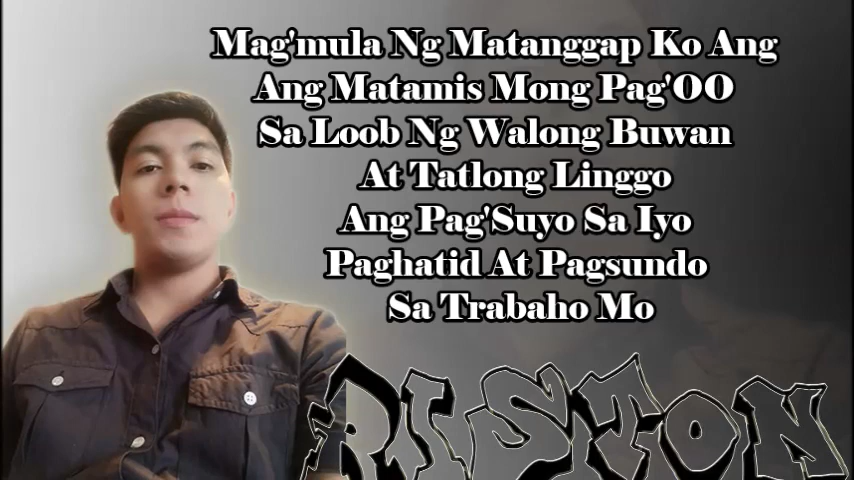 Mag'mula Ng Matanggap Ko Ang
Ang Matamis Mong Pag'OO
Sa Loob Ng Walong Buwan
At Tatlong Linggo
Ang Pag'Suyo Sa Iyo
Paghatid At Pagsundo
Sa Trabaho Mo
RISTON